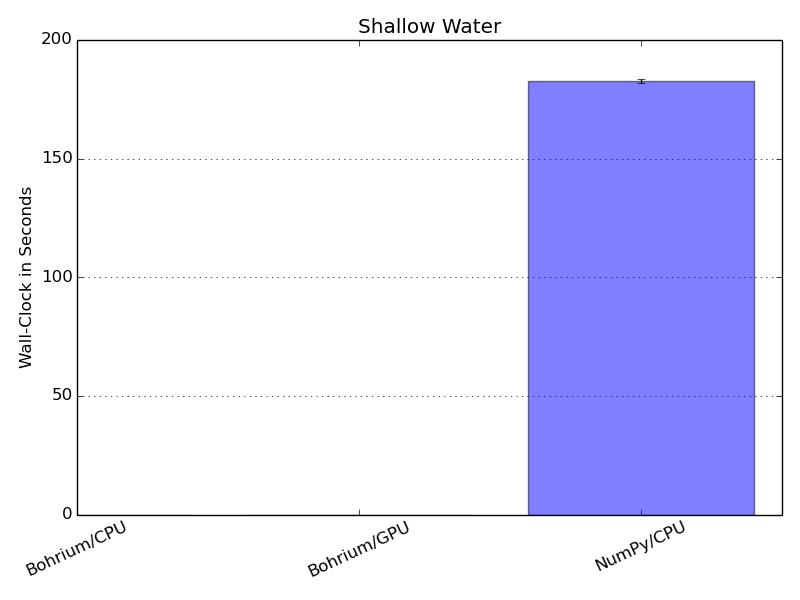 Shallow Water
Wall-Clock in Seconds
200
150
100
50
0
Bohrium/CPU
Bohrium/GPU
NumPy/CPU